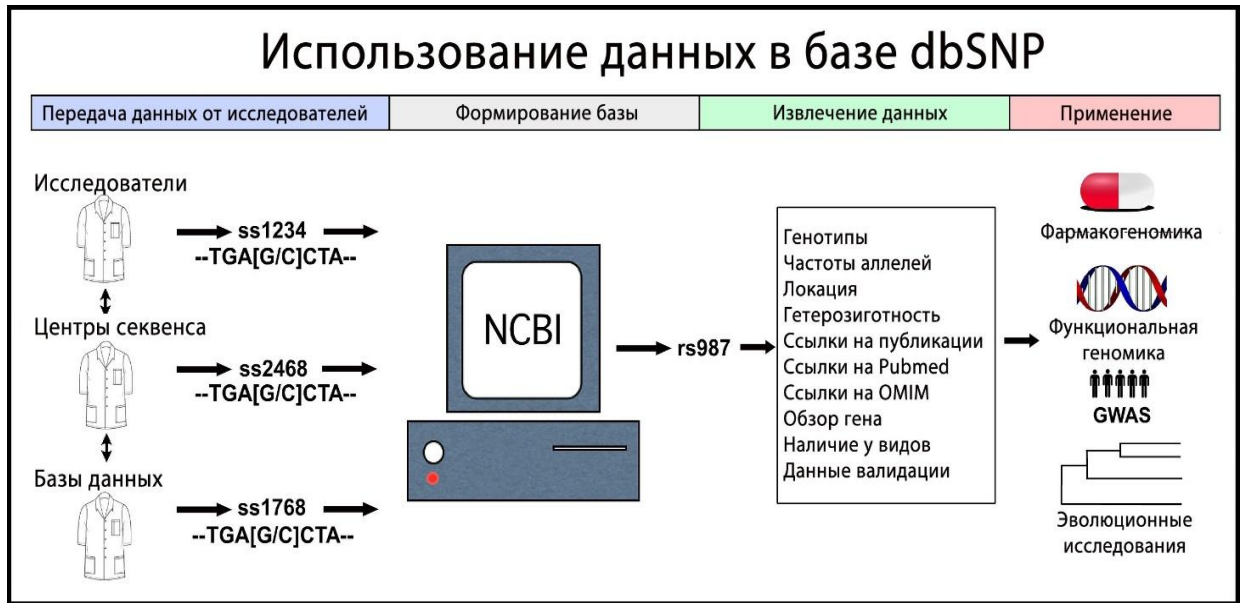 Использование данных в базе dbSNP
Передача данных от исследователей
Формирование базы
Извлечение данных
Применение
Исследователи
ss1234
--TGA[G/C]CTA--
Центры секвенса
ss2468
--TGA[G/C]CTA--
Базы данных
ss1768
--TGA[G/C]CTA--
NCBI
rs987
Генотипы
Частоты аллелей
Локация
Гетерозиготность
Ссылки на публикации
Ссылки на Pubmed
Ссылки на OMIM
Обзор гена
Наличие у видов
Данные валидации
Фармакогеномика
Функциональная
геномика
GWAS
Эволюционные
исследования